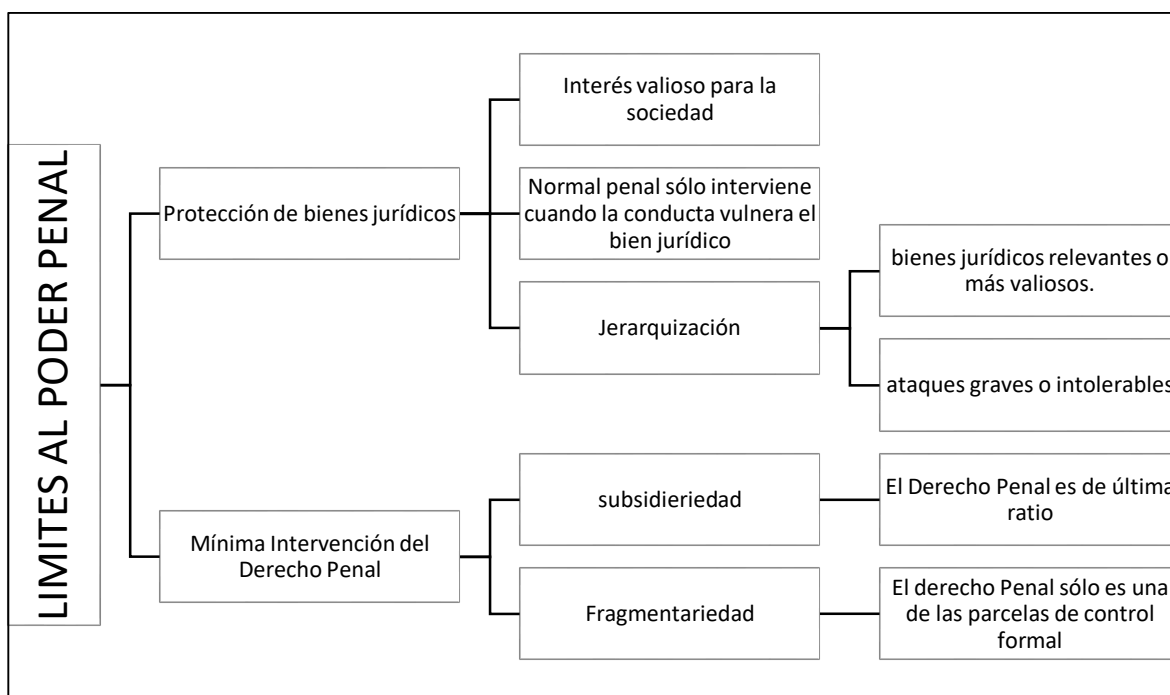 LIMITES AL PODER PENAL
Protección de bienes jurídicos
Interés valioso para la
sociedad
Normal penal sólo interviene
cuando la conducta vulnera el
bien jurídico
Jerarquización
bienes jurídicos relevantes o
más valiosos.
ataques graves o intolerables
Mínima Intervención del
Derecho Penal
subsidieriedad
El Derecho Penal es de última
ratio
Fragmentariedad
El derecho Penal sólo es una
de las parcelas de control
formal